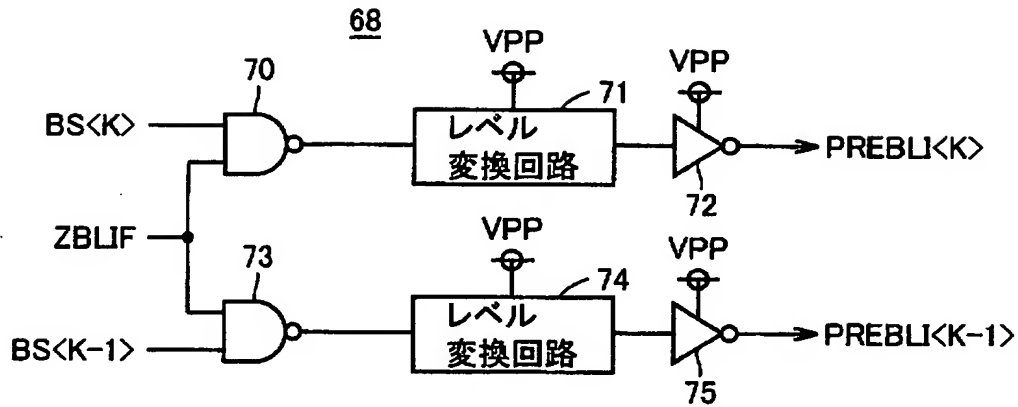 68
VPP
VPP
70
71
BS<K>
レベル
変換回路
PREBLI<K>
72
ZBLIF
VPP
VPP
73
74
レベル
変換回路
BS<K-1>
PREBLI<K-1>
75